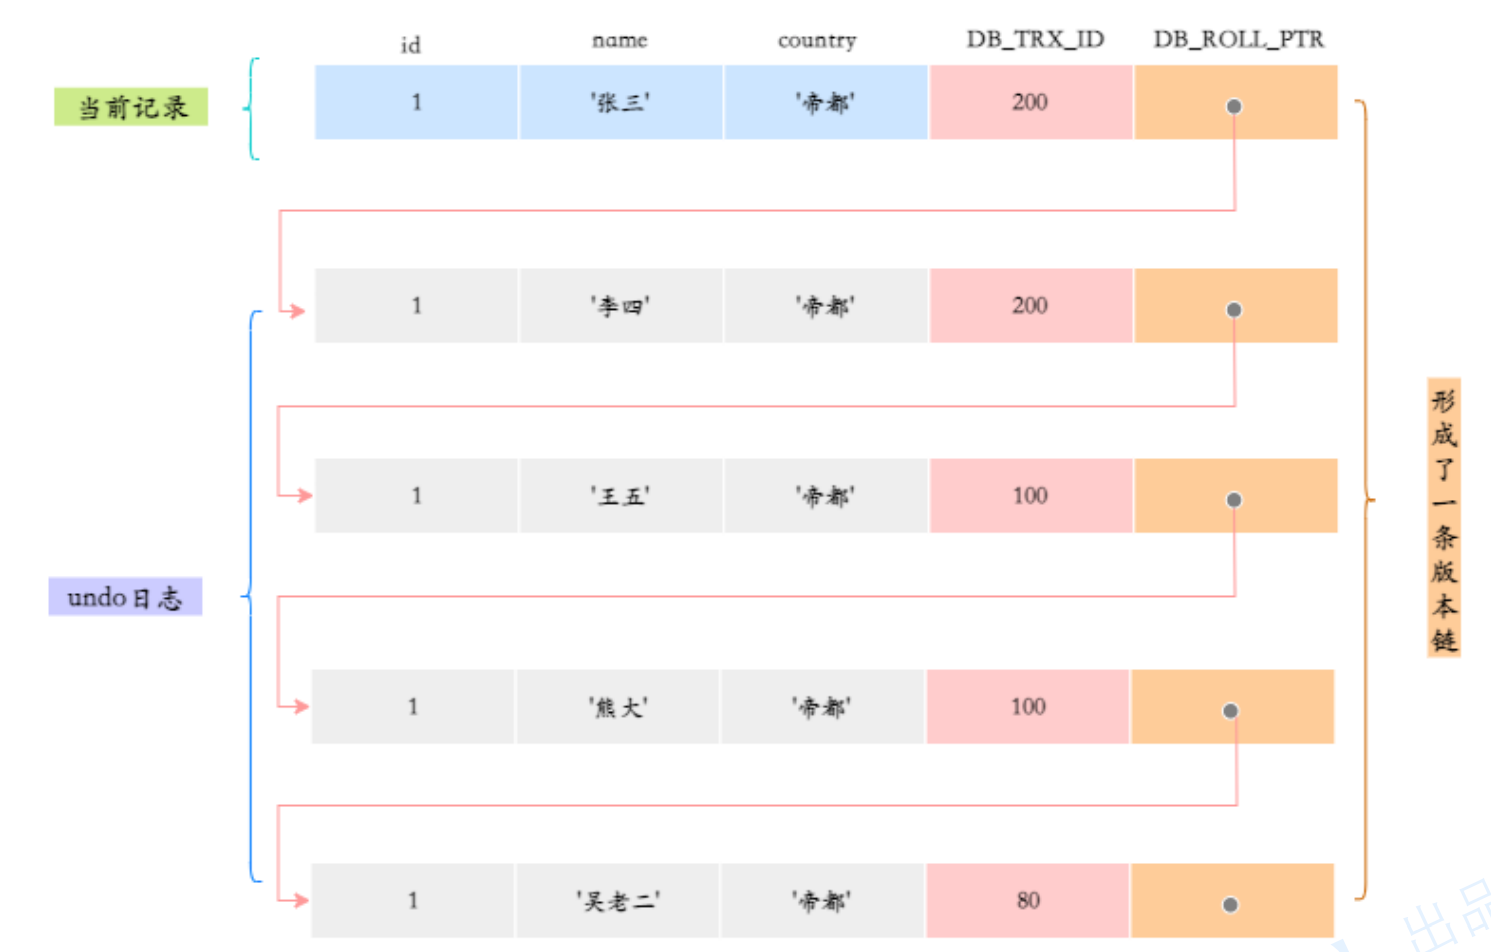 id name country DB_TRX_ID DB_ROLL_PTR
当前记录 1 '张三' '帝都' 200
1 '李四' '帝都' 200
1 '王五' '帝都' 100
undo日志
形成了一条版本链
1 '熊大' '帝都' 100
1 '吴老二' '帝都' 80
出品